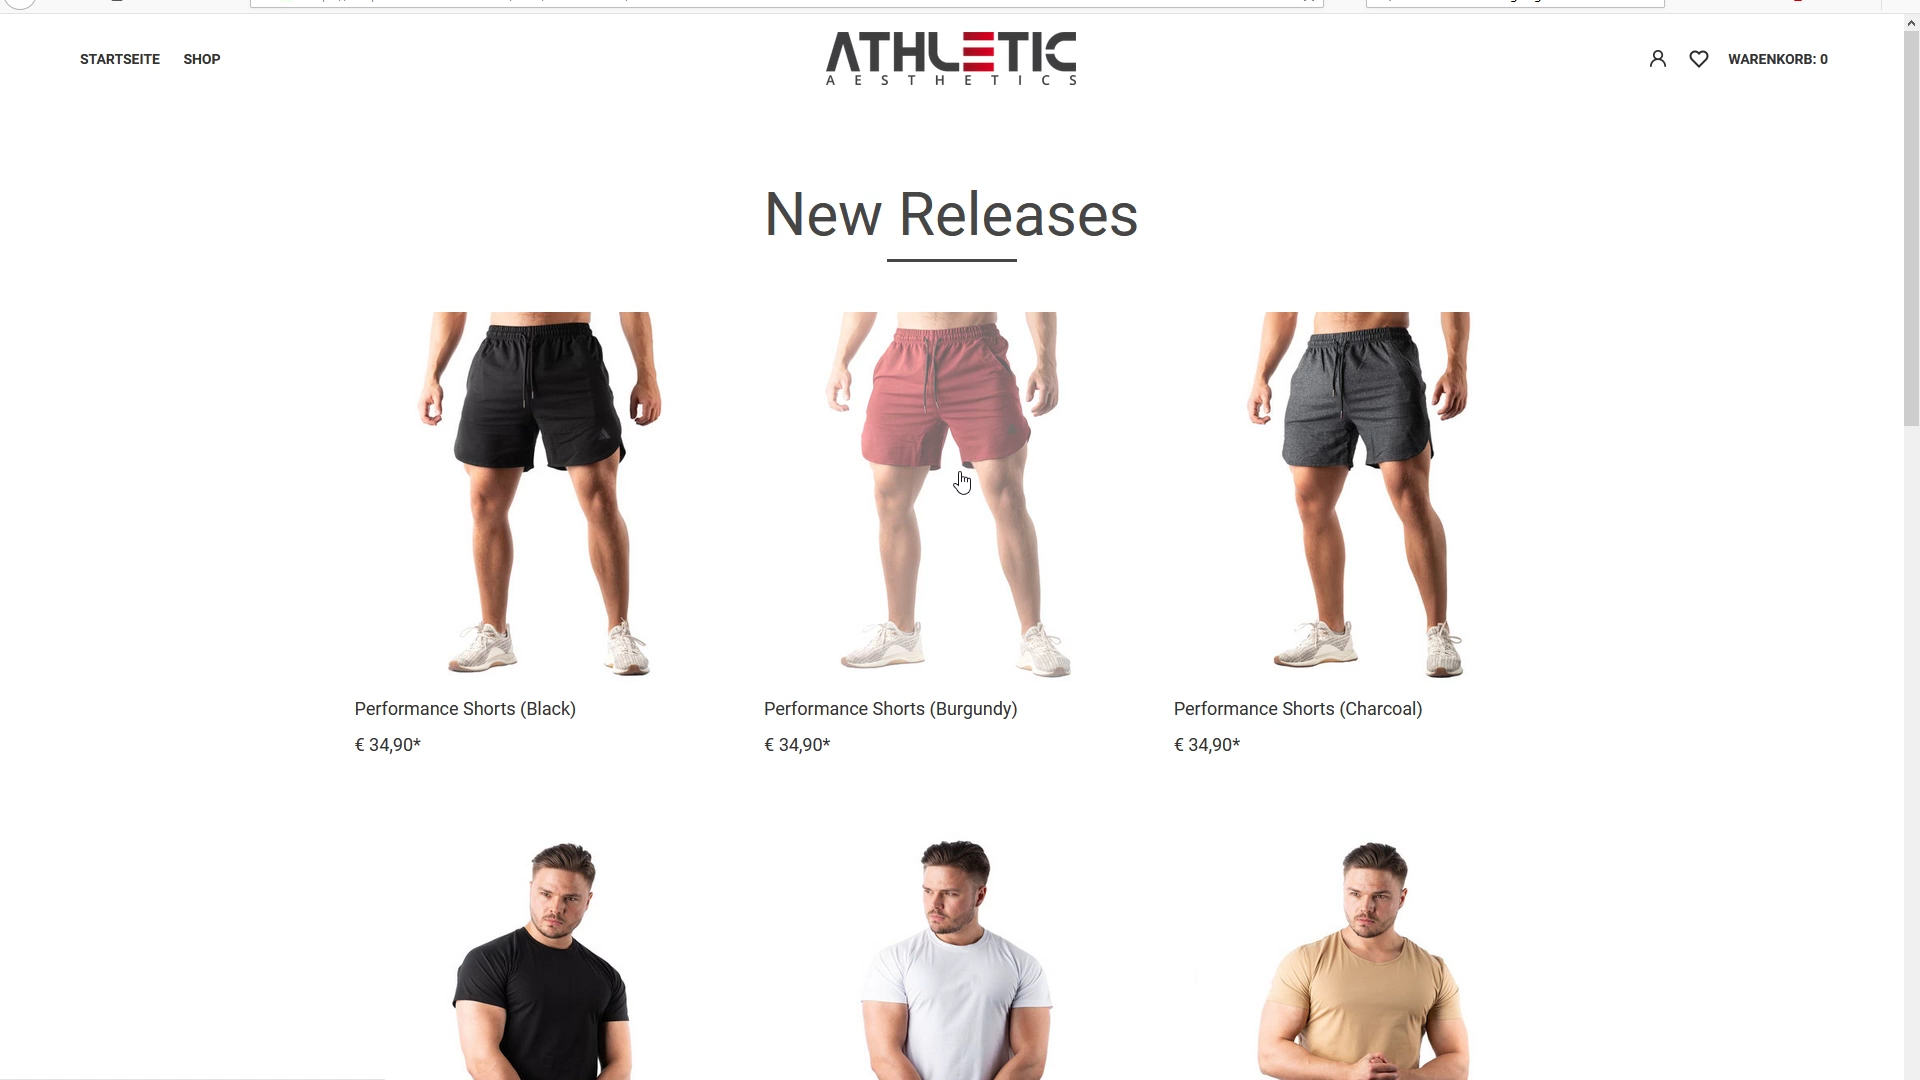 STARTSEITE SHOP
ATHLETIC
AESTHETICS
WARENKORB: 0
New Releases
Performance Shorts (Black)
€ 34,90*
Performance Shorts (Burgundy)
€ 34,90*
Performance Shorts (Charcoal)
€ 34,90*